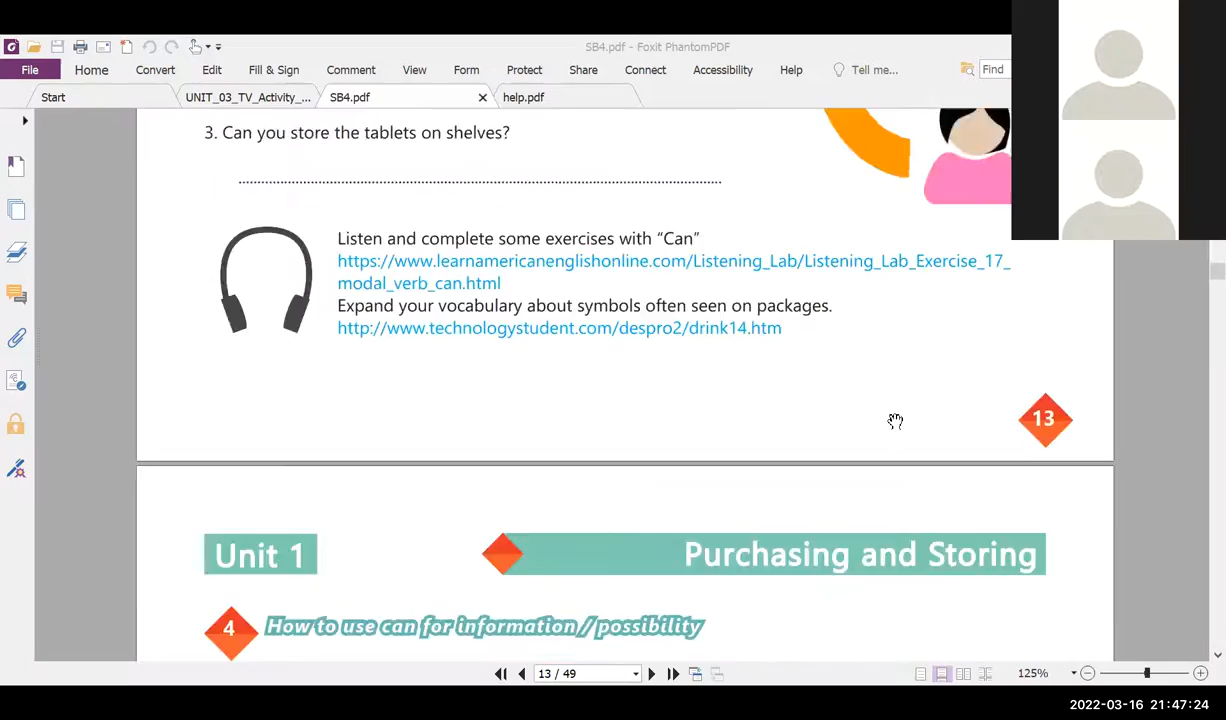 SB4.pdf - Foxit PhantomPDF
File Home Convert Edit Fill & Sign Comment View Form Protect Share Connect Accessibility Help Tell me... Find
Start UNIT_03_TV_Activity_... SB4.pdf help.pdf
3. Can you store the tablets on shelves?
Listen and complete some exercises with “Can”
https://www.learnamericanenglishonline.com/Listening_Lab/Listening_Lab_Exercise_17_
modal_verb_can.html
Expand your vocabulary about symbols often seen on packages.
http://www.technologystudent.com/despro2/drink14.htm
13
Unit 1 Purchasing and Storing
4 How to use can for information / possibility
13 / 49 125%
2022-03-16 21:47:24